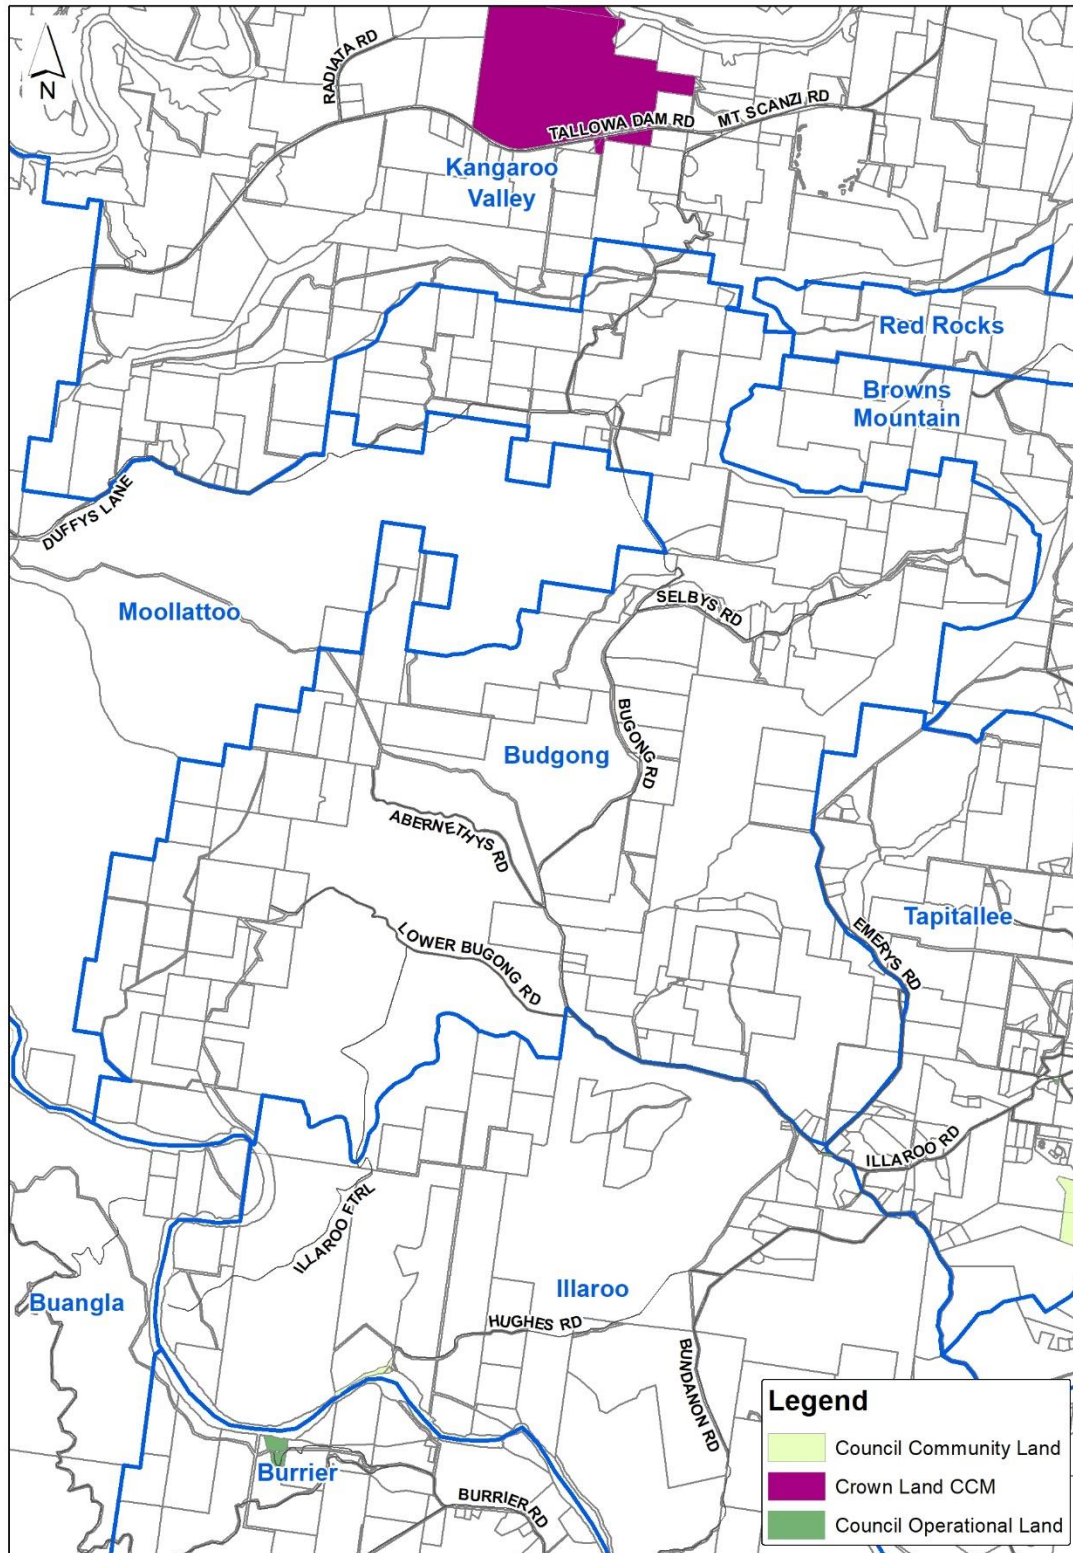 N
RADIATA RD
TALLOWA DAM RD
MT SCANZI RD
Kangaroo
Valley
Red Rocks
Browns
Mountain
DUFFYS LANE
Moollattoo
SELBYS RD
BUGONG RD
Budgong
ABERNETHYS RD
LOWER BUGONG RD
Tapitallee
EMERYS RD
ILLAROO RD
ILLAROO FTRL
Buangla
Illaroo
HUGHES RD
BUNDANON RD
Burrier
BURRIER RD
Legend
Council Community Land
Crown Land CCM
Council Operational Land